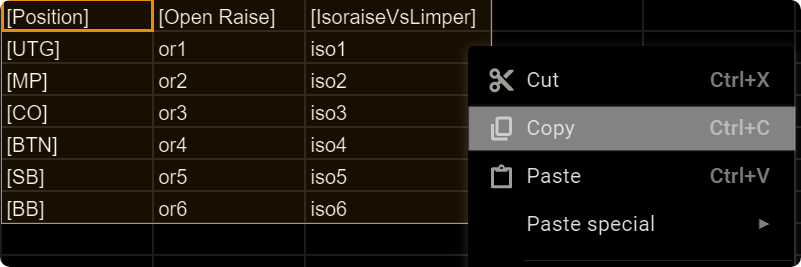 [Position] [Open Raise] [IsoraiseVsLimper]
[UTG] or1 iso1
[MP] or2 iso2
[CO] or3 iso3
[BTN] or4 iso4
[SB] or5 iso5
[BB] or6 iso6
Cut Ctrl+X
Copy Ctrl+C
Paste Ctrl+V
Paste special